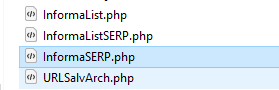 InformaList.php
InformaListSERP.php
InformaSERP.php
URLSalvArch.php